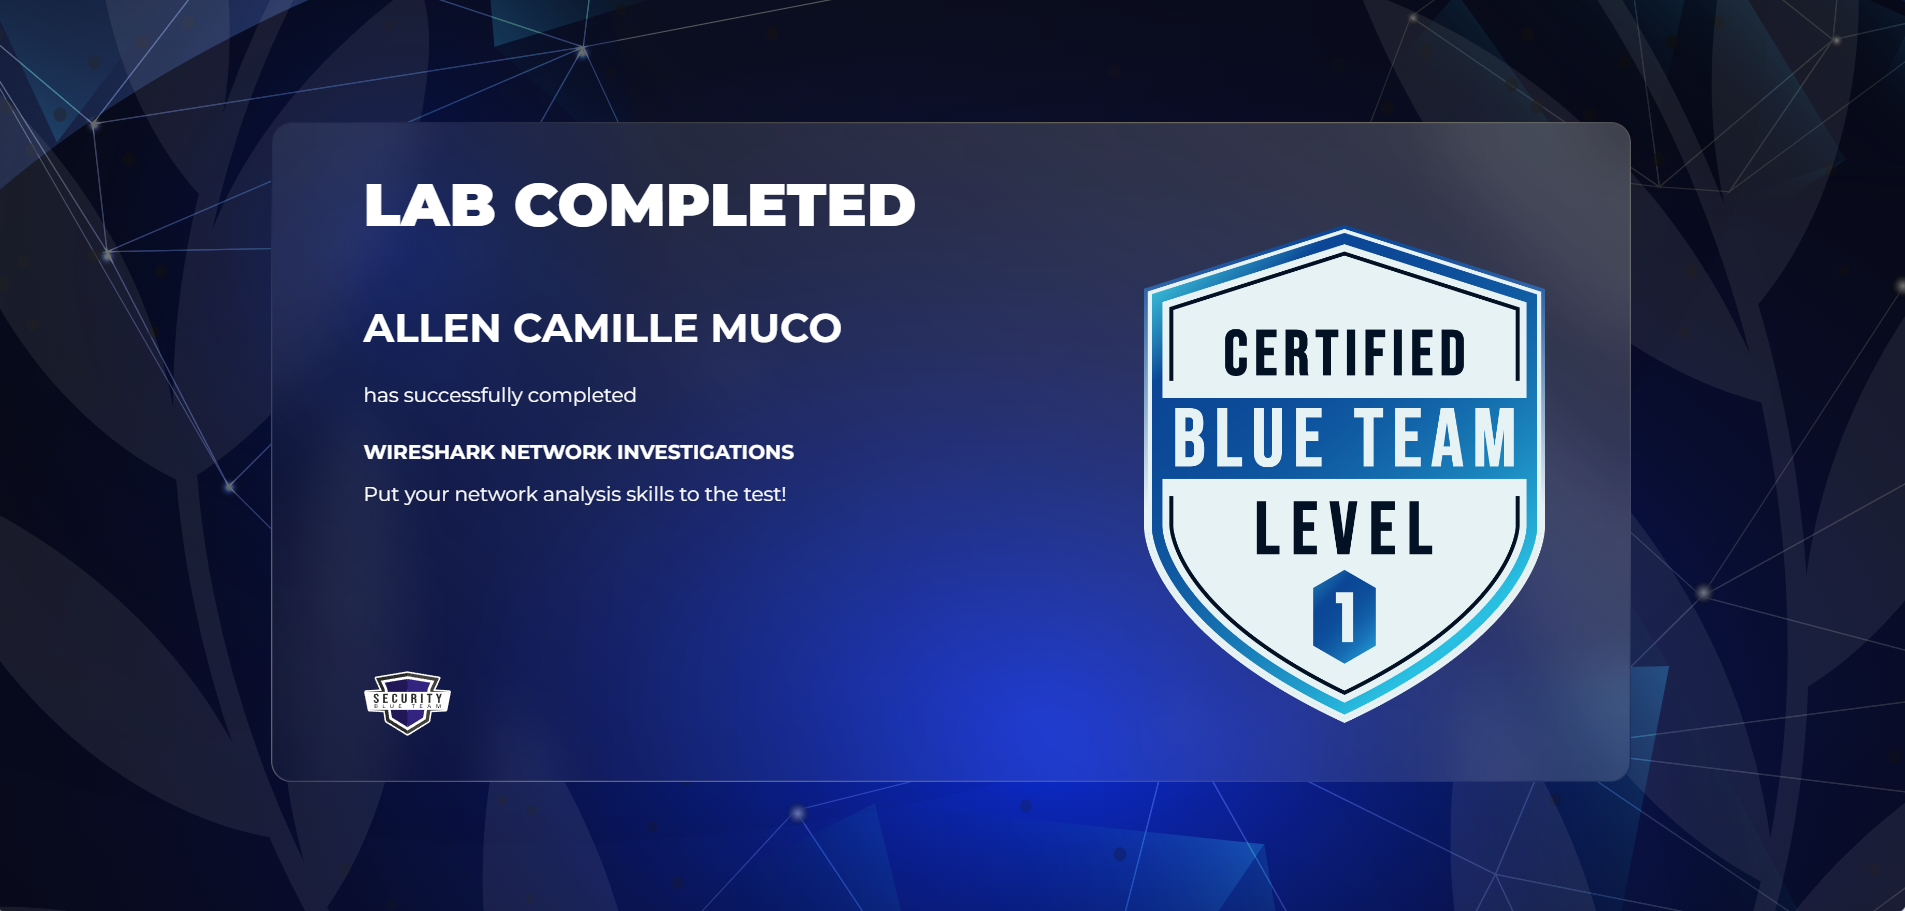 LAB COMPLETED
ALLEN CAMILLE MUCO
has successfully completed
WIRESHARK NETWORK INVESTIGATIONS
Put your network analysis skills to the test!
CERTIFIED
BLUE TEAM
LEVEL
1
SECURITY
BLUE TEAM